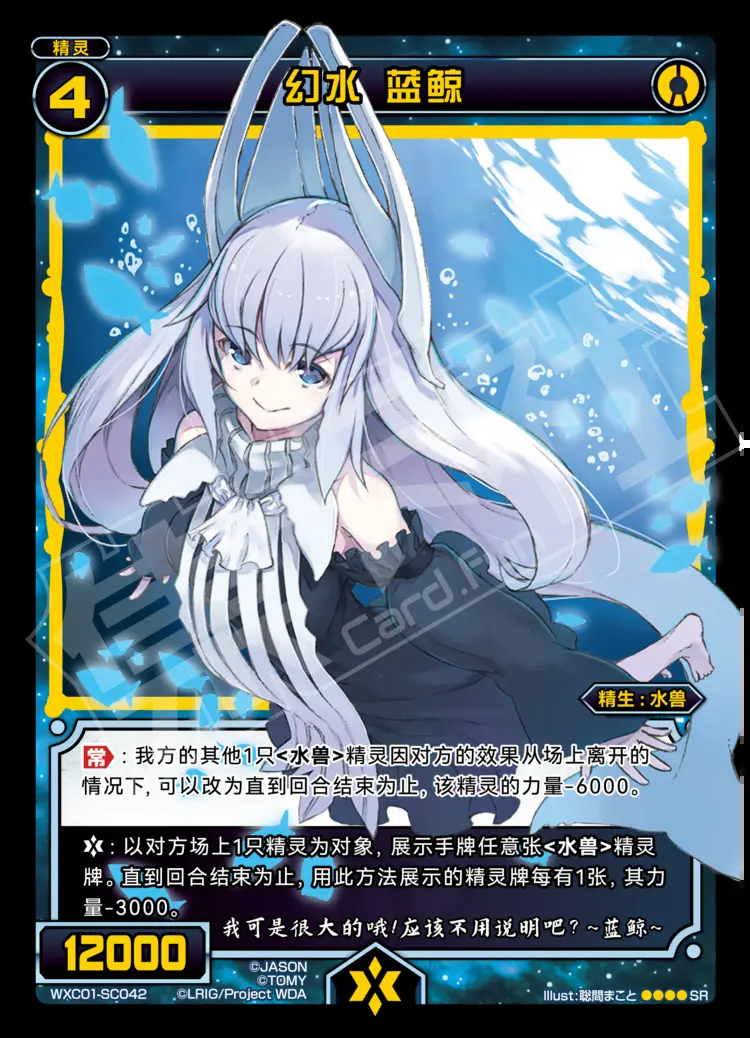 精灵
4
幻水 蓝鲸
精生:水兽
常:我方的其他1只<水兽>精灵因对方的效果从场上离开的
情况下,可以改为直到回合结束为止,该精灵的力量-6000。
:以对方场上1只精灵为对象,展示手牌任意张<水兽>精灵
牌。直到回合结束为止,用此方法展示的精灵牌每有1张,其力
量-3000。
我可是很大的哦!应该不用说明吧?~蓝鲸~
12000
©JASON
©TOMY
WXC01-SC042 ©LRIG/Project WDA
Illust:聡間まこと SR
Card.Fun